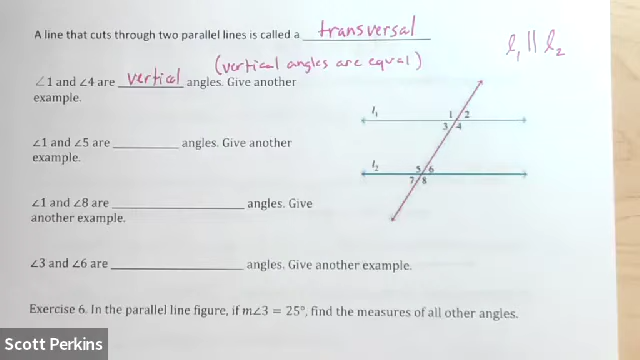 A line that cuts through two parallel lines is called a transversal
l₁ || l₂
(vertical angles are equal)
∠1 and ∠4 are vertical angles. Give another
example.
∠1 and ∠5 are ____________ angles. Give another
example.
∠1 and ∠8 are ____________________ angles. Give
another example.
∠3 and ∠6 are ____________________ angles. Give another example.
l₁
1 2
3 4
l₂
5 6
7 8
Exercise 6. In the parallel line figure, if m∠3 = 25°, find the measures of all other angles.
Scott Perkins